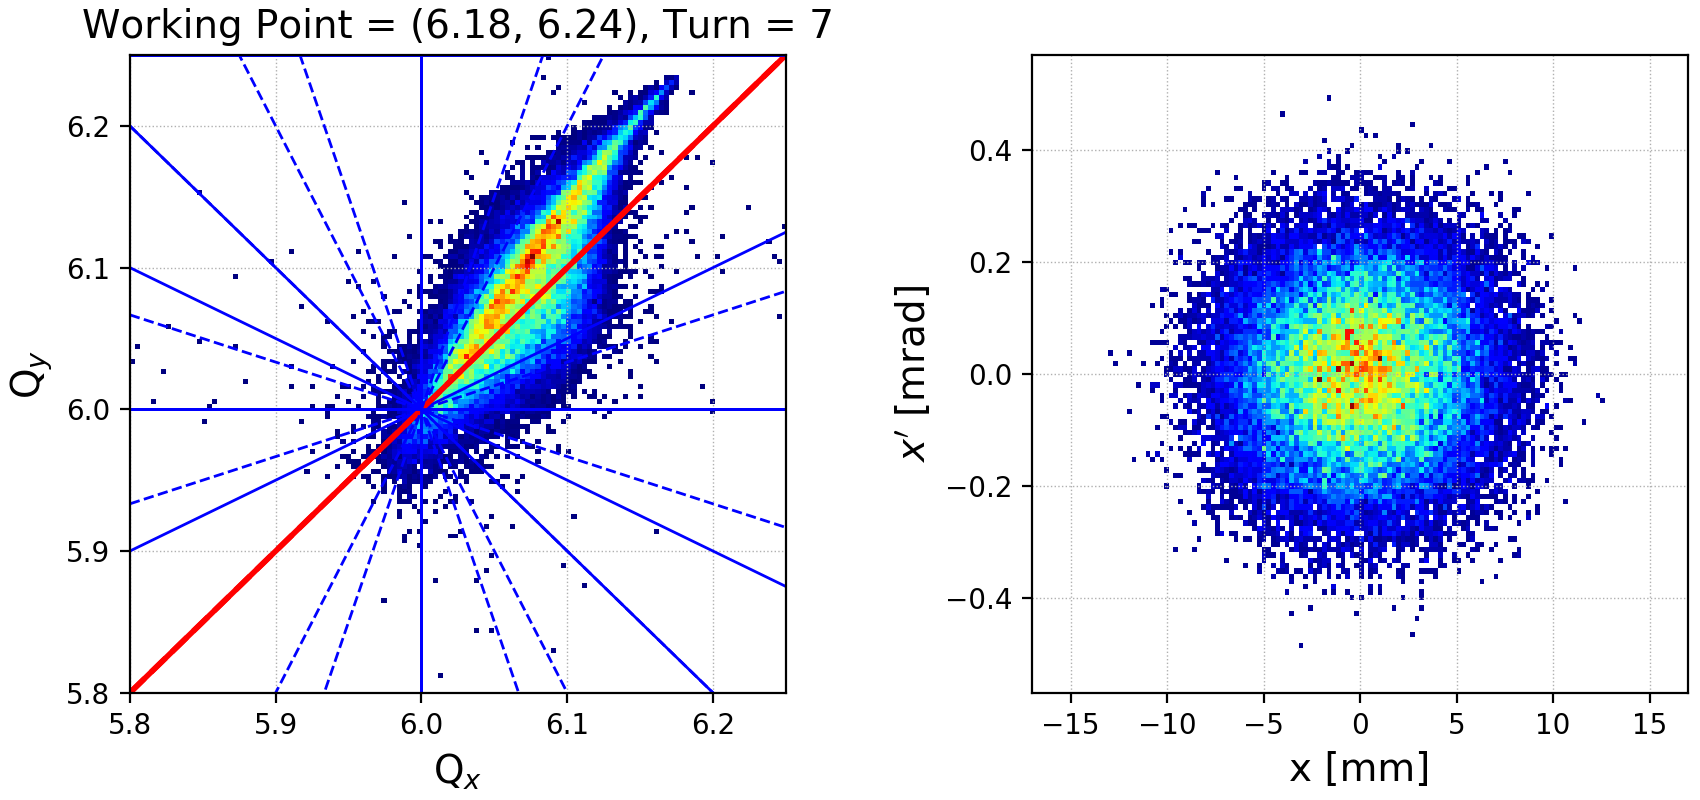 Working Point = (6.18, 6.24), Turn = 7
6.2
6.1
6.0
5.9
5.8
5.8 5.9 6.0 6.1 6.2
Qy
Qx
0.4
0.2
0.0
−0.2
−0.4
−15 −10 −5 0 5 10 15
x′ [mrad]
x [mm]